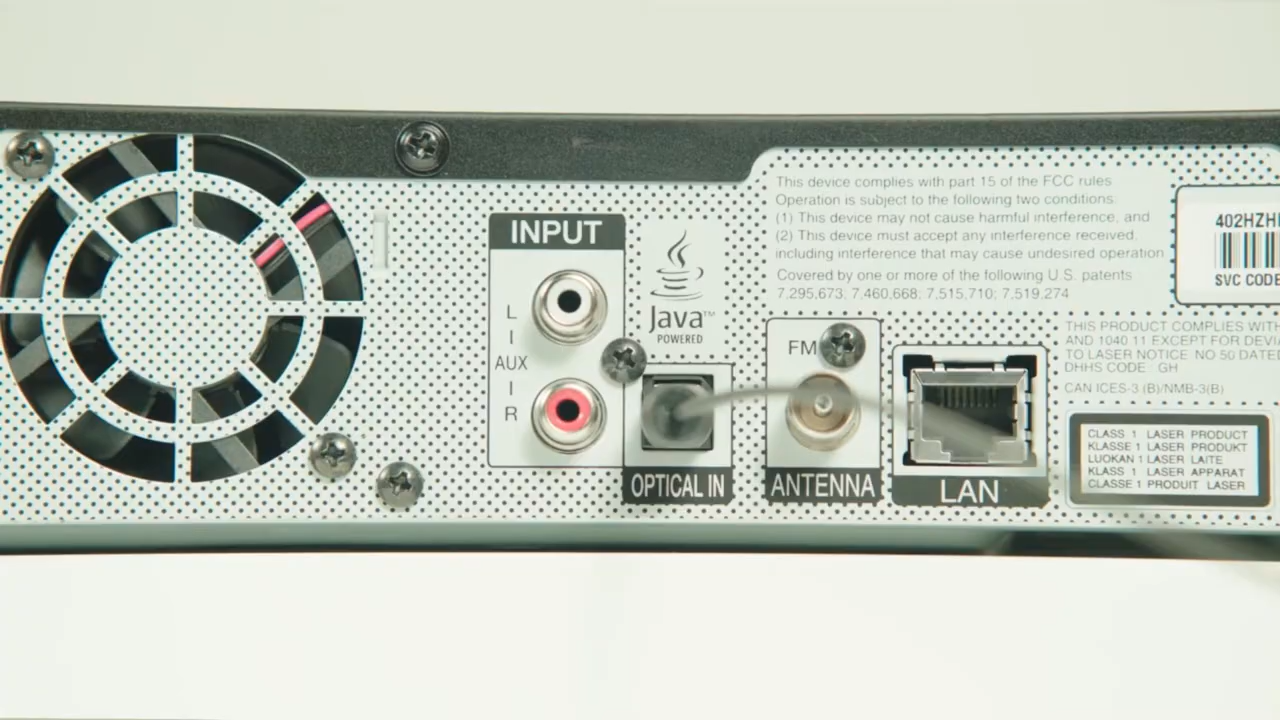 This device complies with part 15 of the FCC rules
Operation is subject to the following two conditions:
(1) This device may not cause harmful interference, and
(2) This device must accept any interference received,
including interference that may cause undesired operation
Covered by one or more of the following U.S. patents
7,295,673; 7,460,668; 7,515,710; 7,519,274
402HZH
SVC CODE
INPUT
L
AUX
R
Java™
POWERED
OPTICAL IN
FM
ANTENNA
LAN
THIS PRODUCT COMPLIES WITH
AND 1040 11 EXCEPT FOR DEVIA
TO LASER NOTICE NO 50 DATED
DHHS CODE : GH
CAN ICES-3 (B)/NMB-3(B)
CLASS 1 LASER PRODUCT
KLASSE 1 LASER PRODUKT
LUOKAN 1 LASER LAITE
KLASS 1 LASER APPARAT
CLASSE 1 PRODUIT LASER